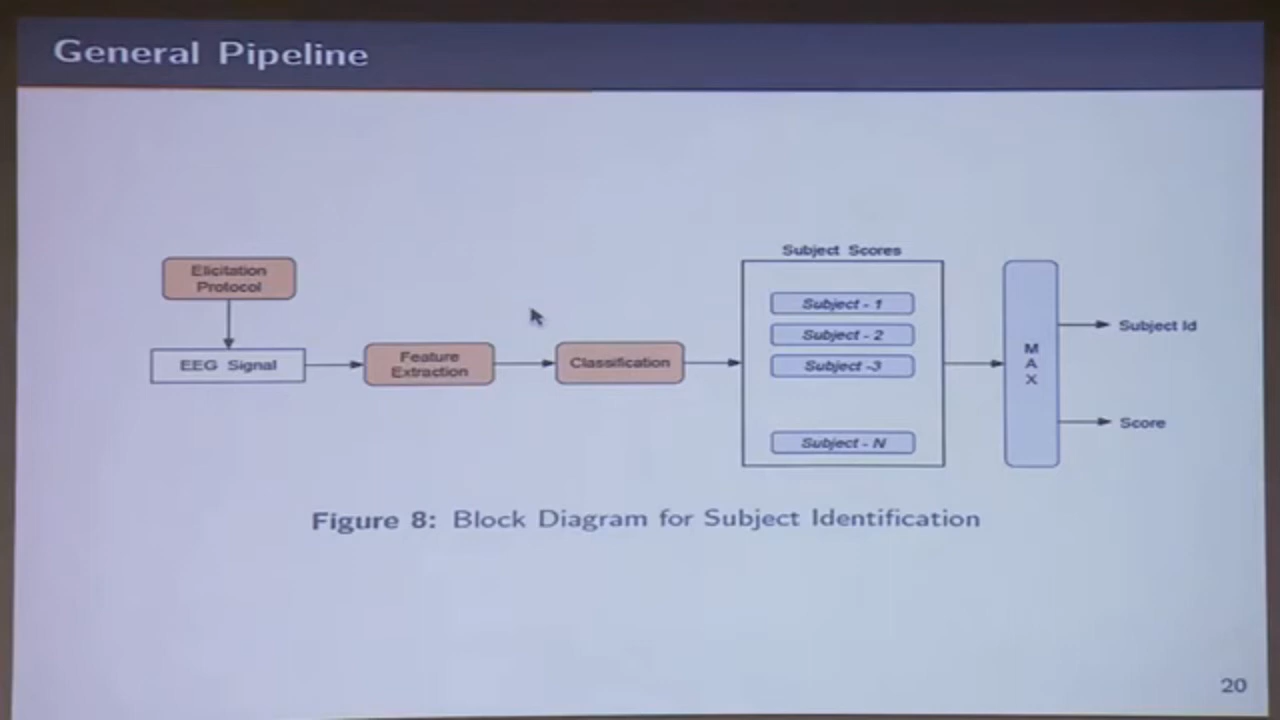 General Pipeline
Elicitation
Protocol
EEG Signal
Feature
Extraction
Classification
Subject Scores
Subject - 1
Subject - 2
Subject -3
Subject - N
M
A
X
Subject Id
Score
Figure 8: Block Diagram for Subject Identification
20